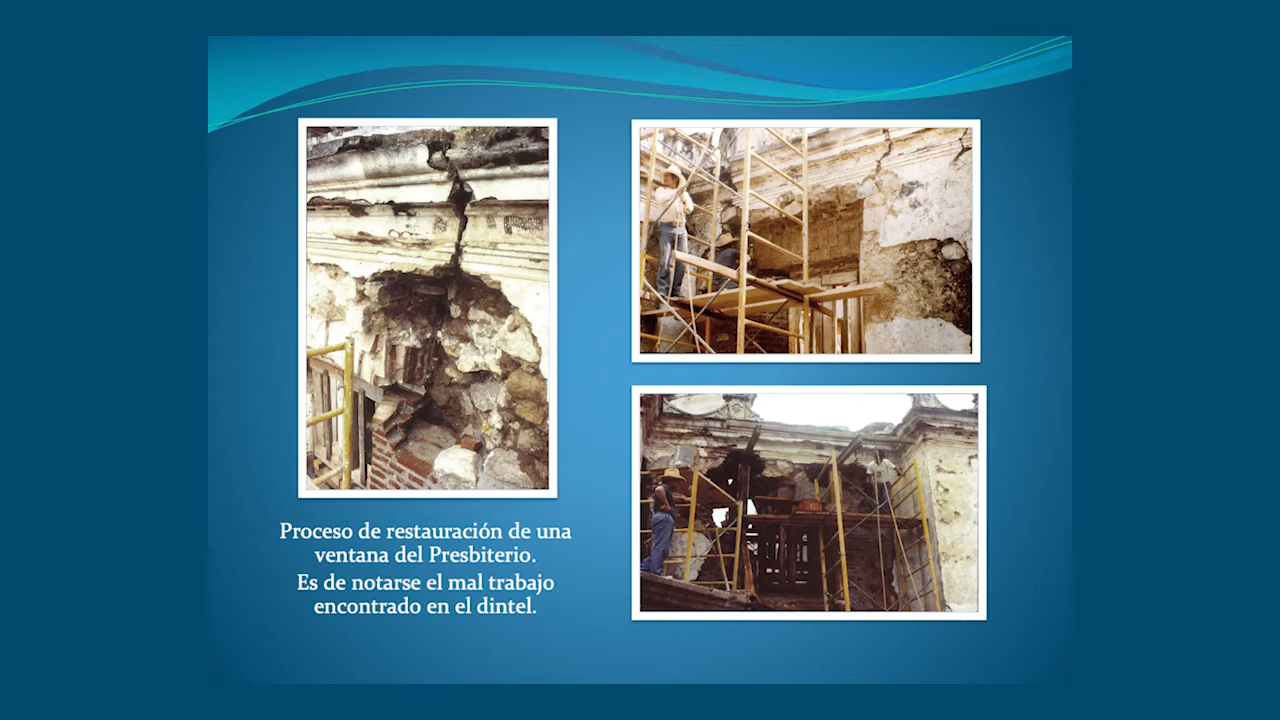 Proceso de restauración de una
ventana del Presbiterio.
Es de notarse el mal trabajo
encontrado en el dintel.